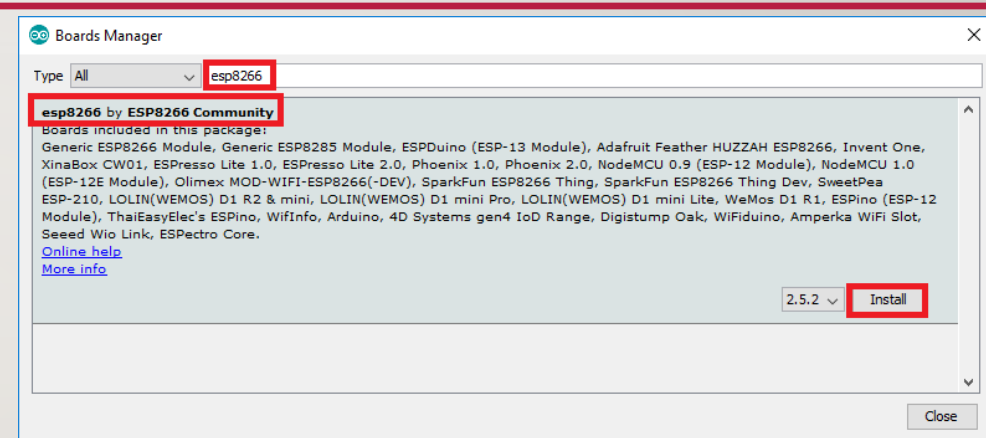 Boards Manager
Type All esp8266
esp8266 by ESP8266 Community
Boards included in this package:
Generic ESP8266 Module, Generic ESP8285 Module, ESPDuino (ESP-13 Module), Adafruit Feather HUZZAH ESP8266, Invent One,
XinaBox CW01, ESPresso Lite 1.0, ESPresso Lite 2.0, Phoenix 1.0, Phoenix 2.0, NodeMCU 0.9 (ESP-12 Module), NodeMCU 1.0
(ESP-12E Module), Olimex MOD-WIFI-ESP8266(-DEV), SparkFun ESP8266 Thing, SparkFun ESP8266 Thing Dev, SweetPea
ESP-210, LOLIN(WEMOS) D1 R2 & mini, LOLIN(WEMOS) D1 mini Pro, LOLIN(WEMOS) D1 mini Lite, WeMos D1 R1, ESPino (ESP-12
Module), ThaiEasyElec's ESPino, WifInfo, Arduino, 4D Systems gen4 IoD Range, Digistump Oak, WiFiduino, Amperka WiFi Slot,
Seeed Wio Link, ESPectro Core.
Online help
More info
2.5.2 Install
Close